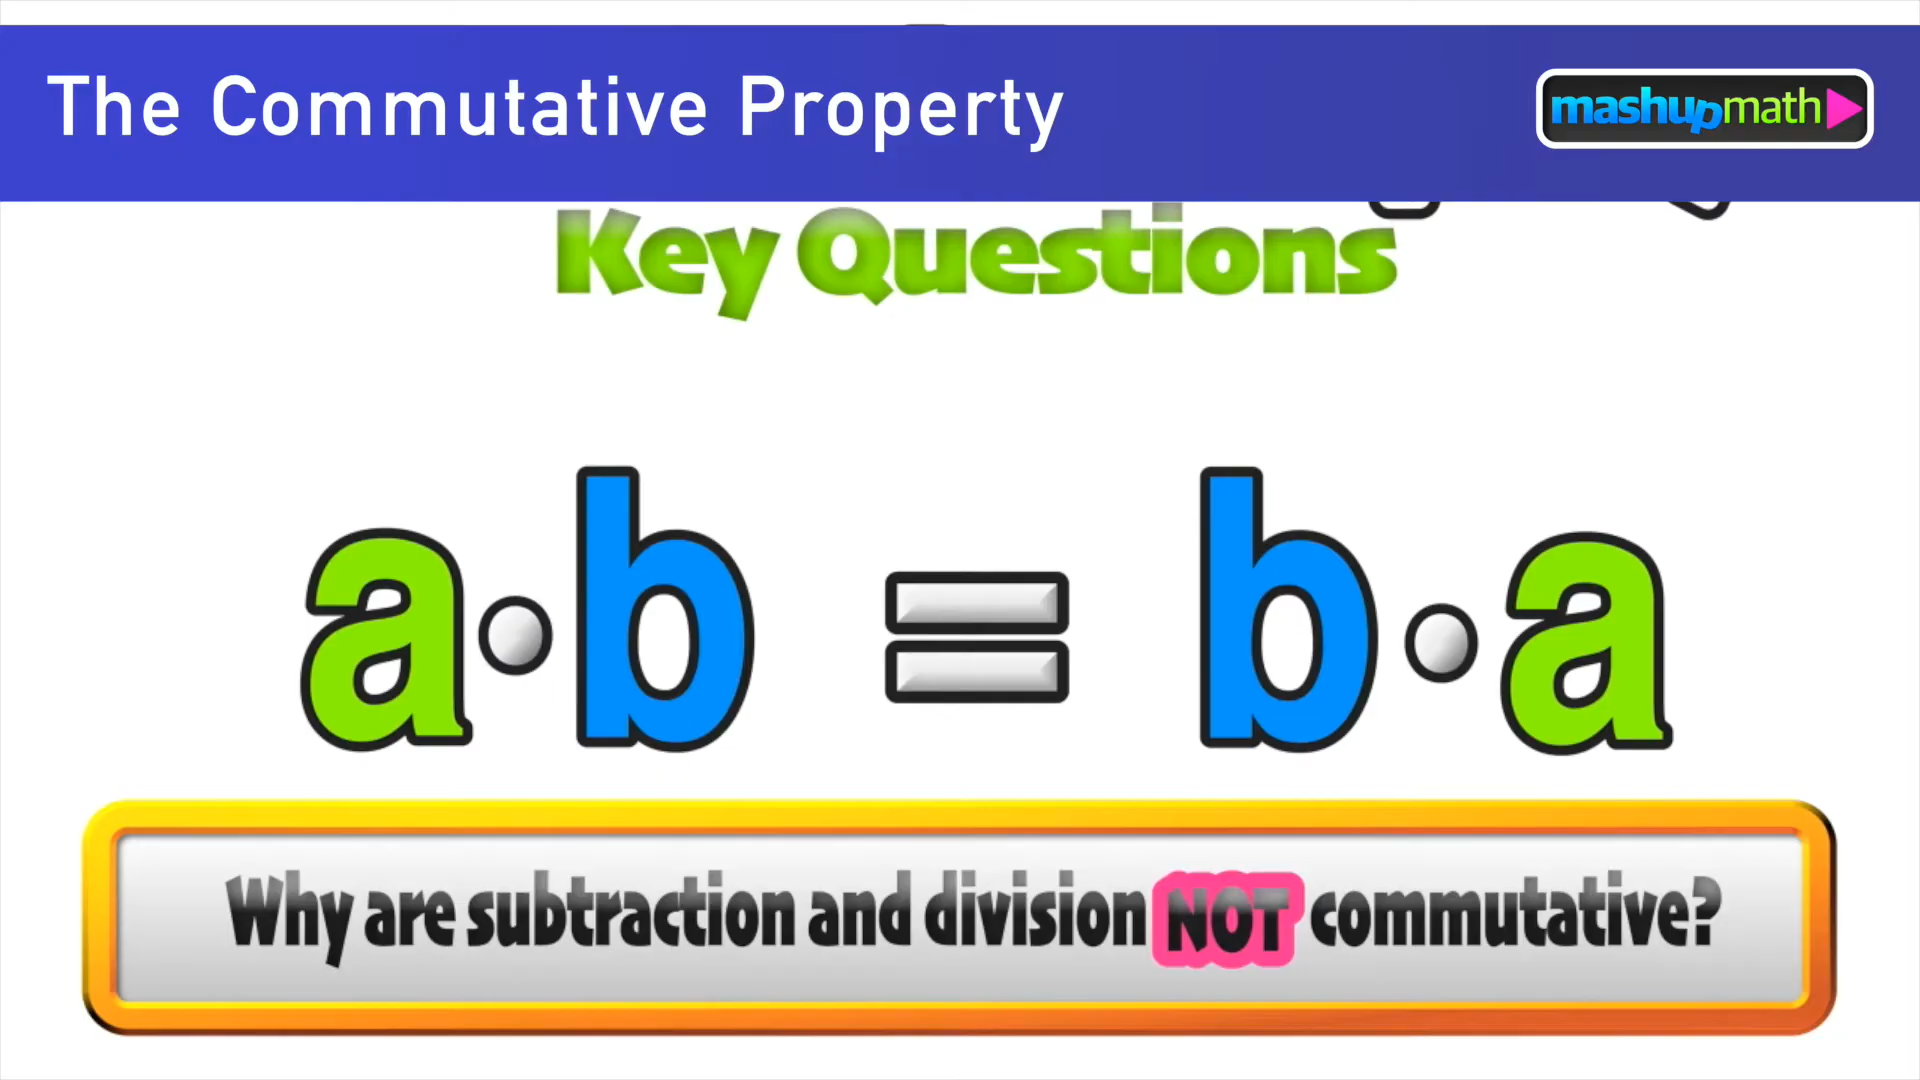 The Commutative Property
mashupmath
Key Questions
a·b = b·a
Why are subtraction and division NOT commutative?